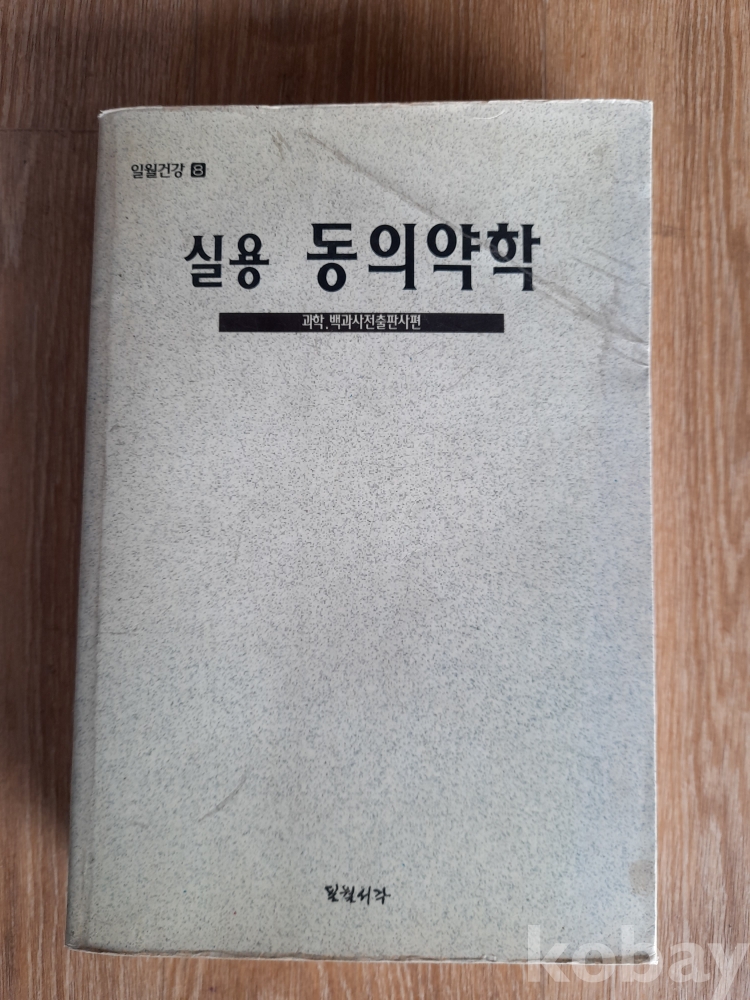 일월건강 8
실용 동의약학
과학.백과사전출판사편
일월서각
kobay